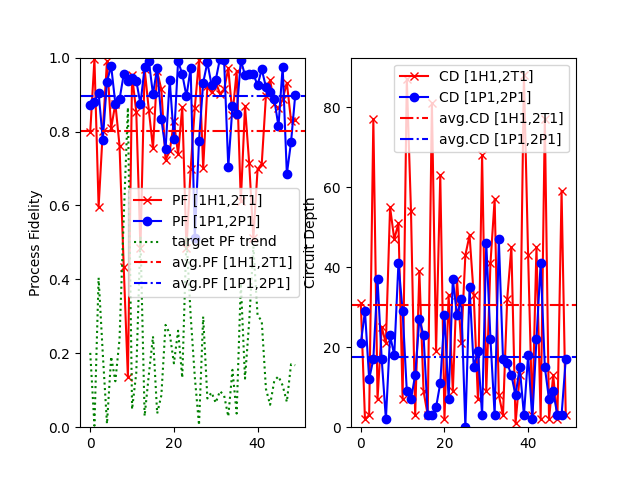 1.0
0.8
0.6
0.4
0.2
0.0
Process Fidelity
0
20
40
PF [1H1,2T1]
PF [1P1,2P1]
target PF trend
avg.PF [1H1,2T1]
avg.PF [1P1,2P1]
80
60
40
20
0
Circuit Depth
0
20
40
CD [1H1,2T1]
CD [1P1,2P1]
avg.CD [1H1,2T1]
avg.CD [1P1,2P1]